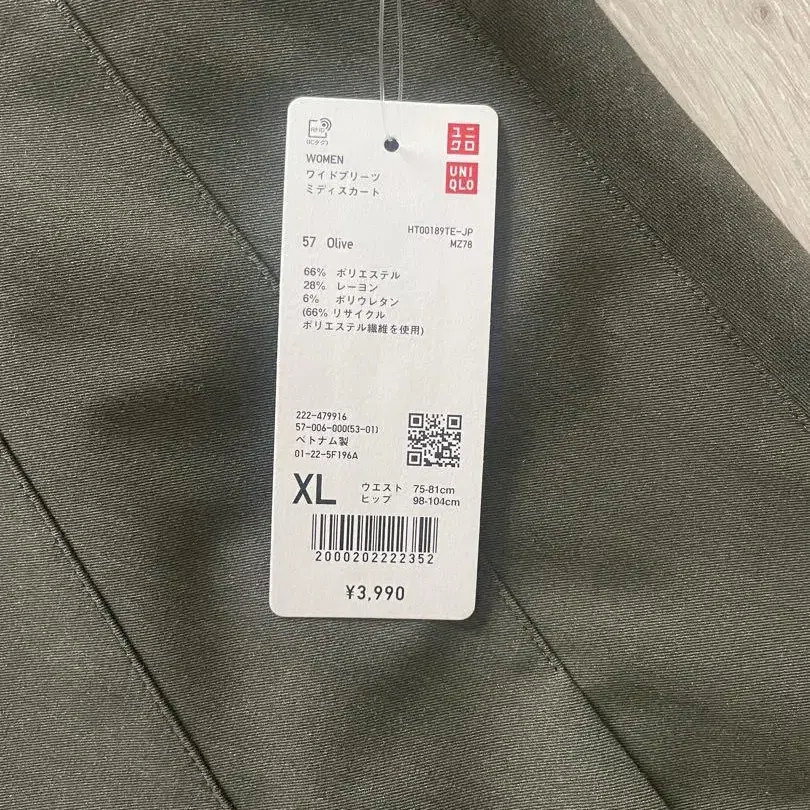 RFID
(ICタグ)
ユニ
クロ
UNI
QLO
WOMEN
ワイドプリーツ
ミディスカート
HT00189TE-JP
57 Olive MZ78
66% ポリエステル
28% レーヨン
6% ポリウレタン
(66% リサイクル
ポリエステル繊維を使用)
222-479916
57-006-000(53-01)
ベトナム製
01-22-5F196A
XL ウエスト 75-81cm
ヒップ 98-104cm
2000202222352
¥3,990